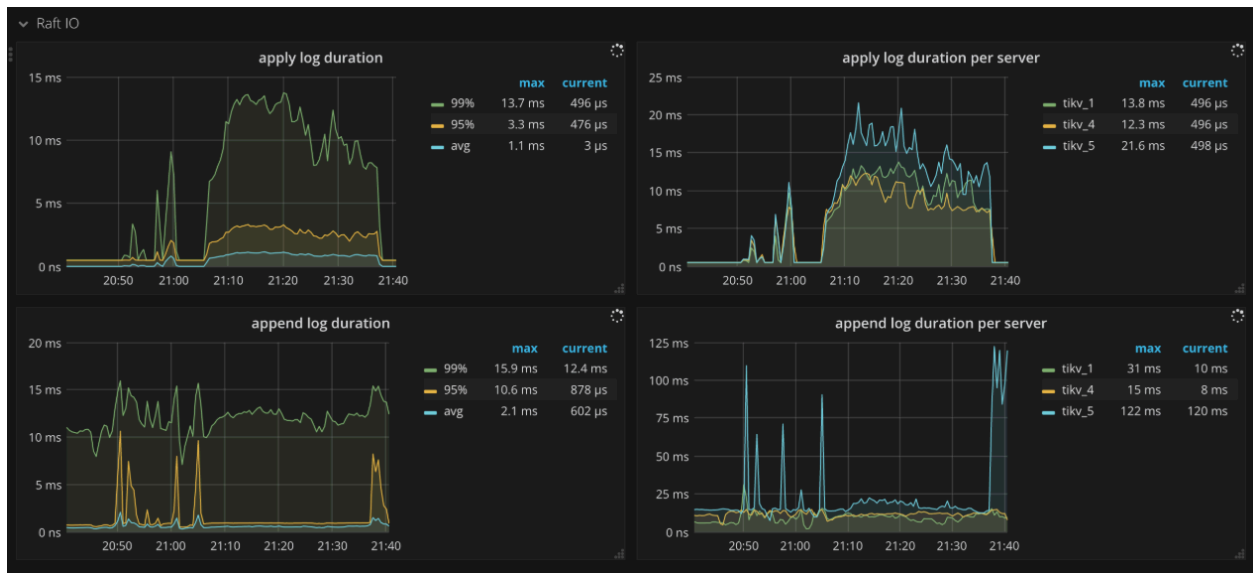 Raft IO
apply log duration
15 ms
10 ms
5 ms
0 ns
20:50 21:00 21:10 21:20 21:30 21:40
max current
99% 13.7 ms 496 µs
95% 3.3 ms 476 µs
avg 1.1 ms 3 µs
apply log duration per server
25 ms
20 ms
15 ms
10 ms
5 ms
0 ns
20:50 21:00 21:10 21:20 21:30 21:40
max current
tikv_1 13.8 ms 496 µs
tikv_4 12.3 ms 496 µs
tikv_5 21.6 ms 498 µs
append log duration
20 ms
15 ms
10 ms
5 ms
0 ns
20:50 21:00 21:10 21:20 21:30 21:40
max current
99% 15.9 ms 12.4 ms
95% 10.6 ms 878 µs
avg 2.1 ms 602 µs
append log duration per server
125 ms
100 ms
75 ms
50 ms
25 ms
0 ns
20:50 21:00 21:10 21:20 21:30 21:40
max current
tikv_1 31 ms 10 ms
tikv_4 15 ms 8 ms
tikv_5 122 ms 120 ms